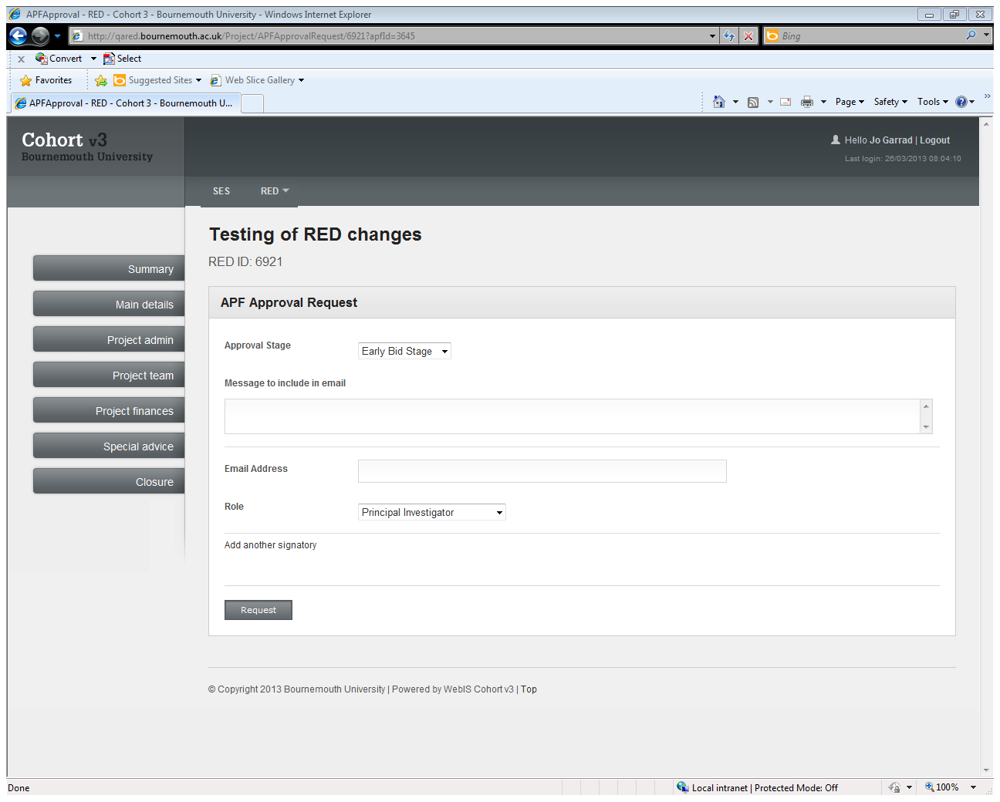 APFApproval - RED - Cohort 3 - Bournemouth University - Windows Internet Explorer
http://qared.bournemouth.ac.uk/Project/APFApprovalRequest/6921?apfId=3645
Bing
x Convert Select
Favorites Suggested Sites Web Slice Gallery
APFApproval - RED - Cohort 3 - Bournemouth U...
Page Safety Tools
Cohort v3
Bournemouth University
Hello Jo Garrad | Logout
Last login: 26/03/2013 08:04:10
SES RED
Testing of RED changes
RED ID: 6921
Summary
Main details
Project admin
Project team
Project finances
Special advice
Closure
APF Approval Request
Approval Stage Early Bid Stage
Message to include in email
Email Address
Role Principal Investigator
Add another signatory
Request
© Copyright 2013 Bournemouth University | Powered by WebIS Cohort v3 | Top
Done Local intranet | Protected Mode: Off 100%